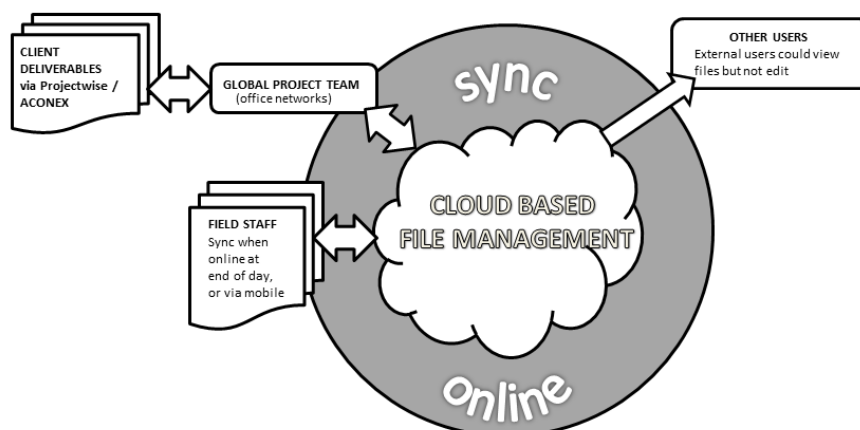 CLIENT
DELIVERABLES
via Projectwise /
ACONEX
GLOBAL PROJECT TEAM
(office networks)
sync
OTHER USERS
External users could view
files but not edit
CLOUD BASED
FILE MANAGEMENT
FIELD STAFF
Sync when
online at
end of day,
or via mobile
online